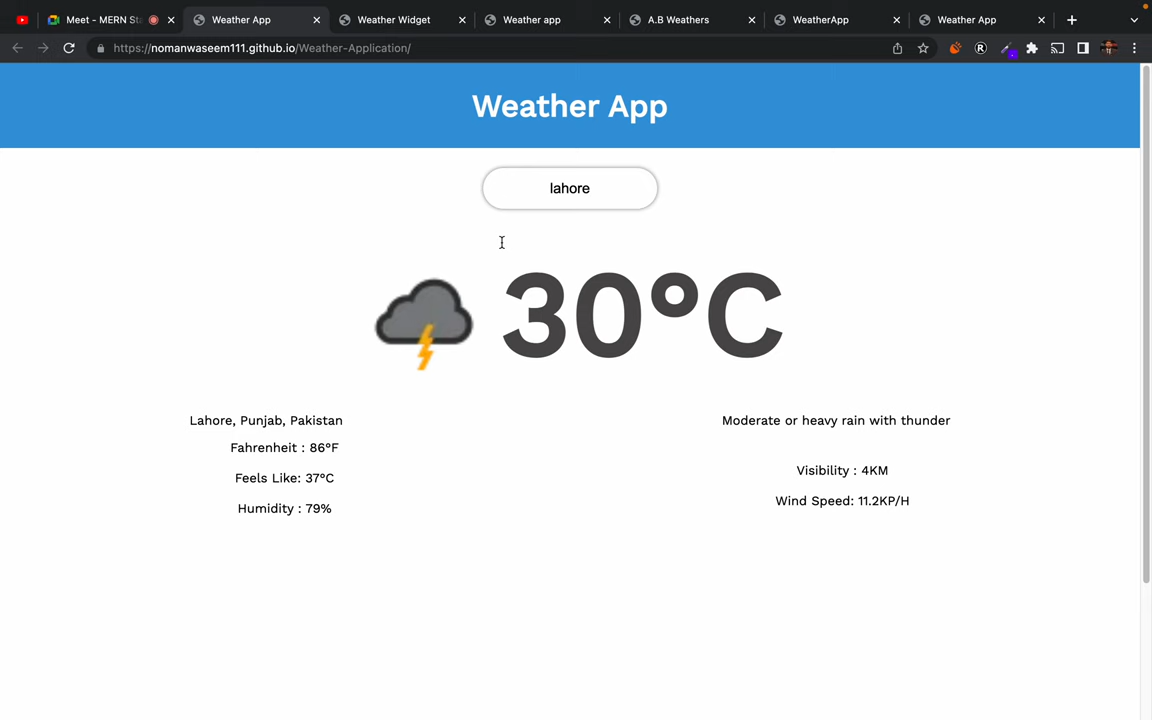 Meet - MERN Sta
Weather App
Weather Widget
Weather app
A.B Weathers
WeatherApp
Weather App
https://nomanwaseem111.github.io/Weather-Application/
Weather App
lahore
30°C
Lahore, Punjab, Pakistan
Fahrenheit : 86°F
Feels Like: 37°C
Humidity : 79%
Moderate or heavy rain with thunder
Visibility : 4KM
Wind Speed: 11.2KP/H